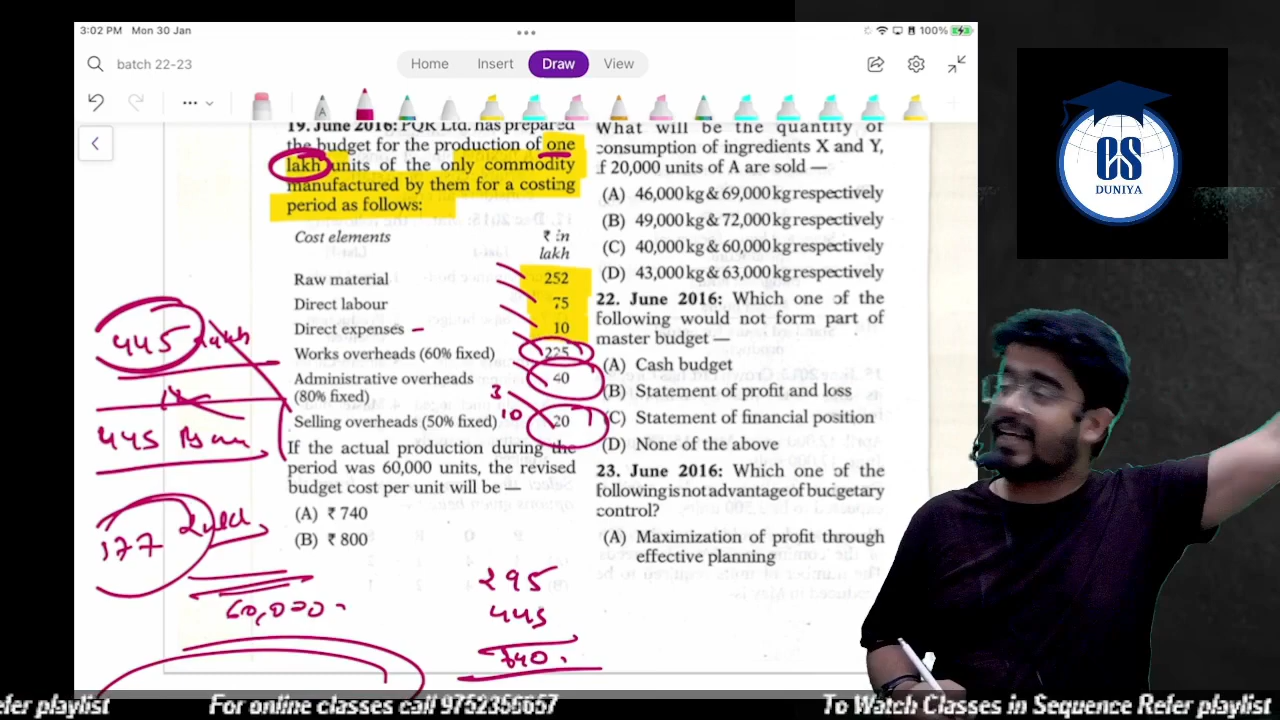 3:02 PM Mon 30 Jan
100%
batch 22-23
Home Insert Draw View
19. June 2016: PQR Ltd. has prepared
the budget for the production of one
lakh units of the only commodity
manufactured by them for a costing
period as follows:
Cost elements ₹ in
lakh
Raw material 252
Direct labour 75
Direct expenses 10
Works overheads (60% fixed) 225
Administrative overheads 40
(80% fixed)
Selling overheads (50% fixed) 20
If the actual production during the
period was 60,000 units, the revised
budget cost per unit will be —
(A) ₹ 740
(B) ₹ 800
445 lakh
445
177 lakh
60,000
3
10
295
445
740.
What will be the quantity of
consumption of ingredients X and Y,
if 20,000 units of A are sold —
(A) 46,000 kg & 69,000 kg respectively
(B) 49,000 kg & 72,000 kg respectively
(C) 40,000 kg & 60,000 kg respectively
(D) 43,000 kg & 63,000 kg respectively
22. June 2016: Which one of the
following would not form part of
master budget —
(A) Cash budget
(B) Statement of profit and loss
(C) Statement of financial position
(D) None of the above
23. June 2016: Which one of the
following is not advantage of budgetary
control?
(A) Maximization of profit through
effective planning
CS
DUNIYA
efer playlist For online classes call 9752356657 To Watch Classes in Sequence Refer playlist